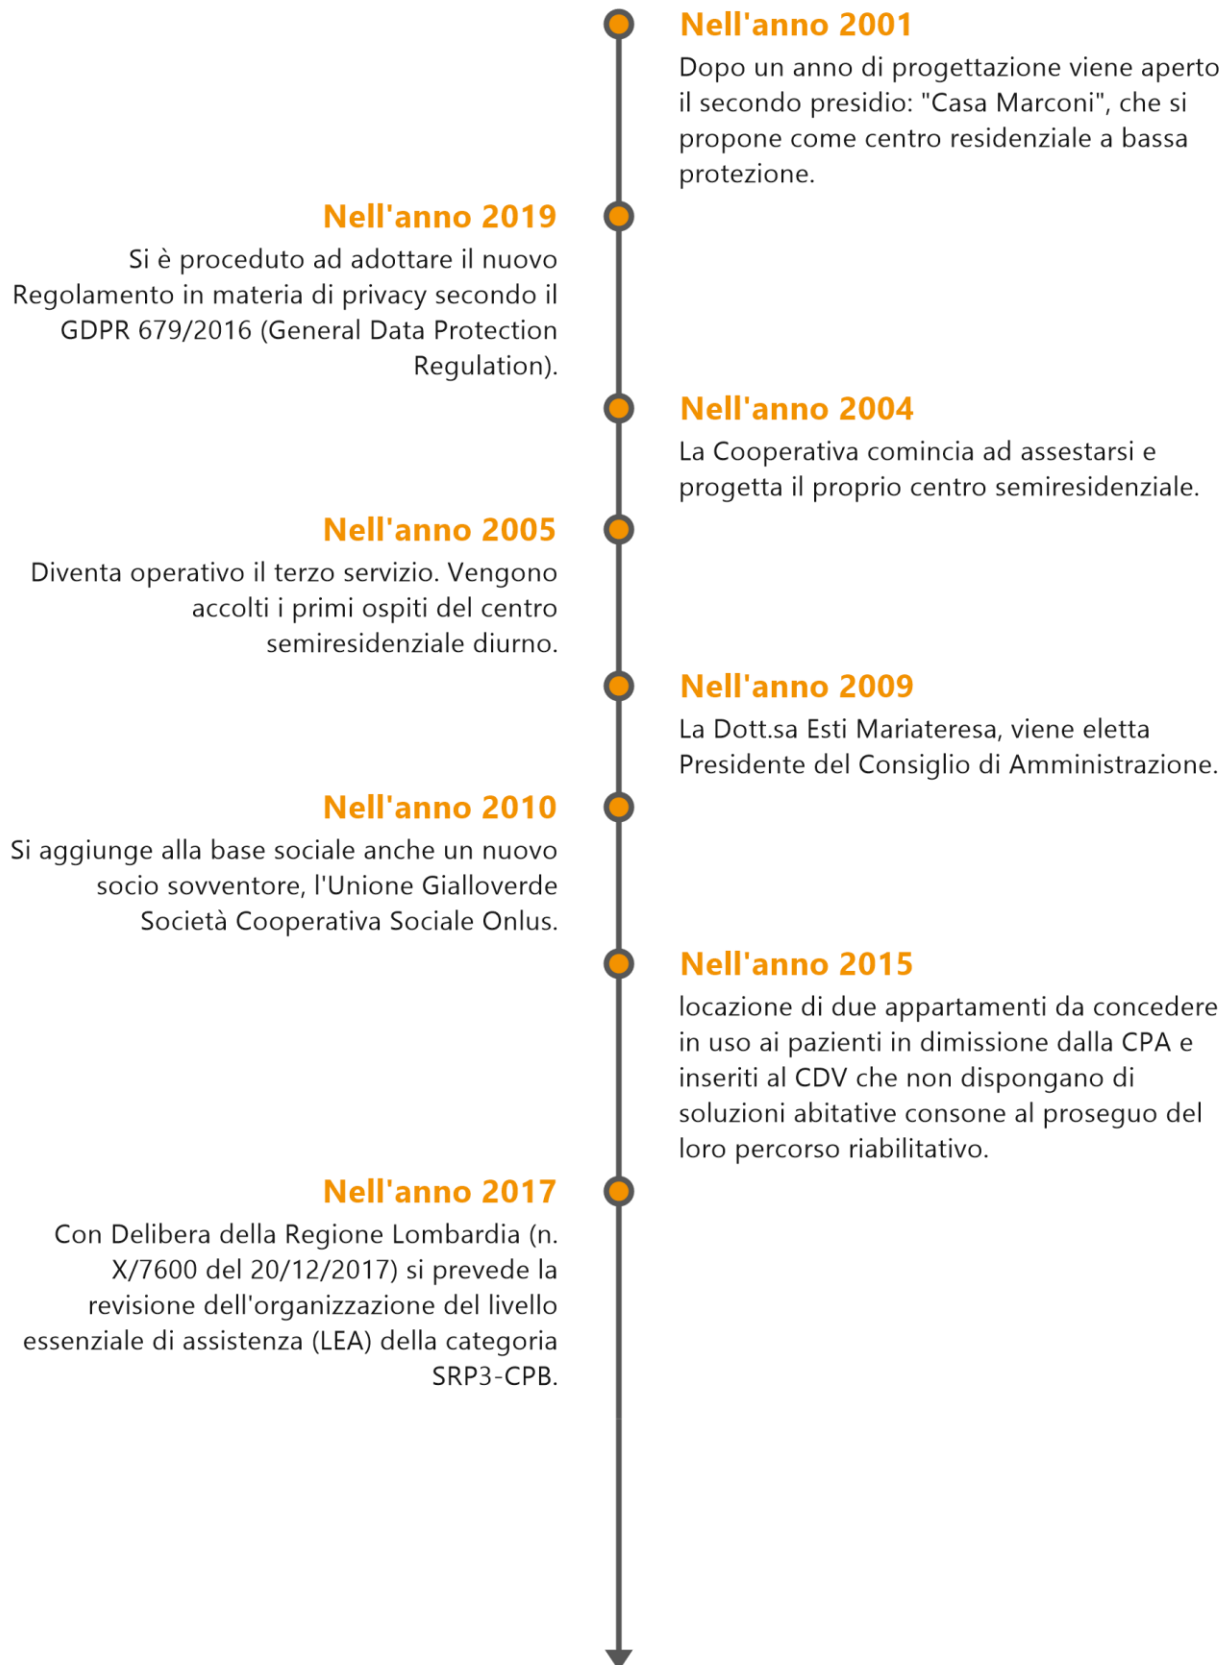 Nell'anno 2001
Dopo un anno di progettazione viene aperto
il secondo presidio: "Casa Marconi", che si
propone come centro residenziale a bassa
protezione.
Nell'anno 2019
Si è proceduto ad adottare il nuovo
Regolamento in materia di privacy secondo il
GDPR 679/2016 (General Data Protection
Regulation).
Nell'anno 2004
La Cooperativa comincia ad assestarsi e
progetta il proprio centro semiresidenziale.
Nell'anno 2005
Diventa operativo il terzo servizio. Vengono
accolti i primi ospiti del centro
semiresidenziale diurno.
Nell'anno 2009
La Dott.sa Esti Mariateresa, viene eletta
Presidente del Consiglio di Amministrazione.
Nell'anno 2010
Si aggiunge alla base sociale anche un nuovo
socio sovventore, l'Unione Gialloverde
Società Cooperativa Sociale Onlus.
Nell'anno 2015
locazione di due appartamenti da concedere
in uso ai pazienti in dimissione dalla CPA e
inseriti al CDV che non dispongano di
soluzioni abitative consone al proseguo del
loro percorso riabilitativo.
Nell'anno 2017
Con Delibera della Regione Lombardia (n.
X/7600 del 20/12/2017) si prevede la
revisione dell'organizzazione del livello
essenziale di assistenza (LEA) della categoria
SRP3-CPB.